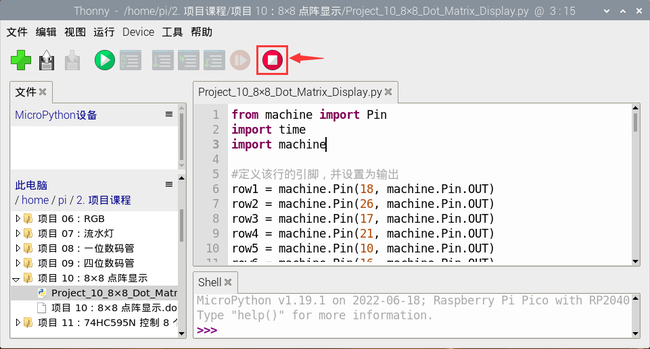 Thonny - /home/pi/2. 项目课程/项目 10：8×8 点阵显示/Project_10_8×8_Dot_Matrix_Display.py @ 3 : 15
文件 编辑 视图 运行 Device 工具 帮助
文件
MicroPython设备
此电脑
/ home / pi / 2. 项目课程
项目 06：RGB
项目 07：流水灯
项目 08：一位数码管
项目 09：四位数码管
项目 10：8×8 点阵显示
Project_10_8×8_Dot_Matr
项目 10：8×8 点阵显示.do
项目 11：74HC595N 控制 8 个
Project_10_8×8_Dot_Matrix_Display.py
1 from machine import Pin
2 import time
3 import machine
4
5 #定义该行的引脚，并设置为输出
6 row1 = machine.Pin(18, machine.Pin.OUT)
7 row2 = machine.Pin(26, machine.Pin.OUT)
8 row3 = machine.Pin(17, machine.Pin.OUT)
9 row4 = machine.Pin(21, machine.Pin.OUT)
10 row5 = machine.Pin(10, machine.Pin.OUT)
11 row6 = machine.Pin(16, machine.Pin.OUT)
Shell
MicroPython v1.19.1 on 2022-06-18; Raspberry Pi Pico with RP2040
Type "help()" for more information.
>>>